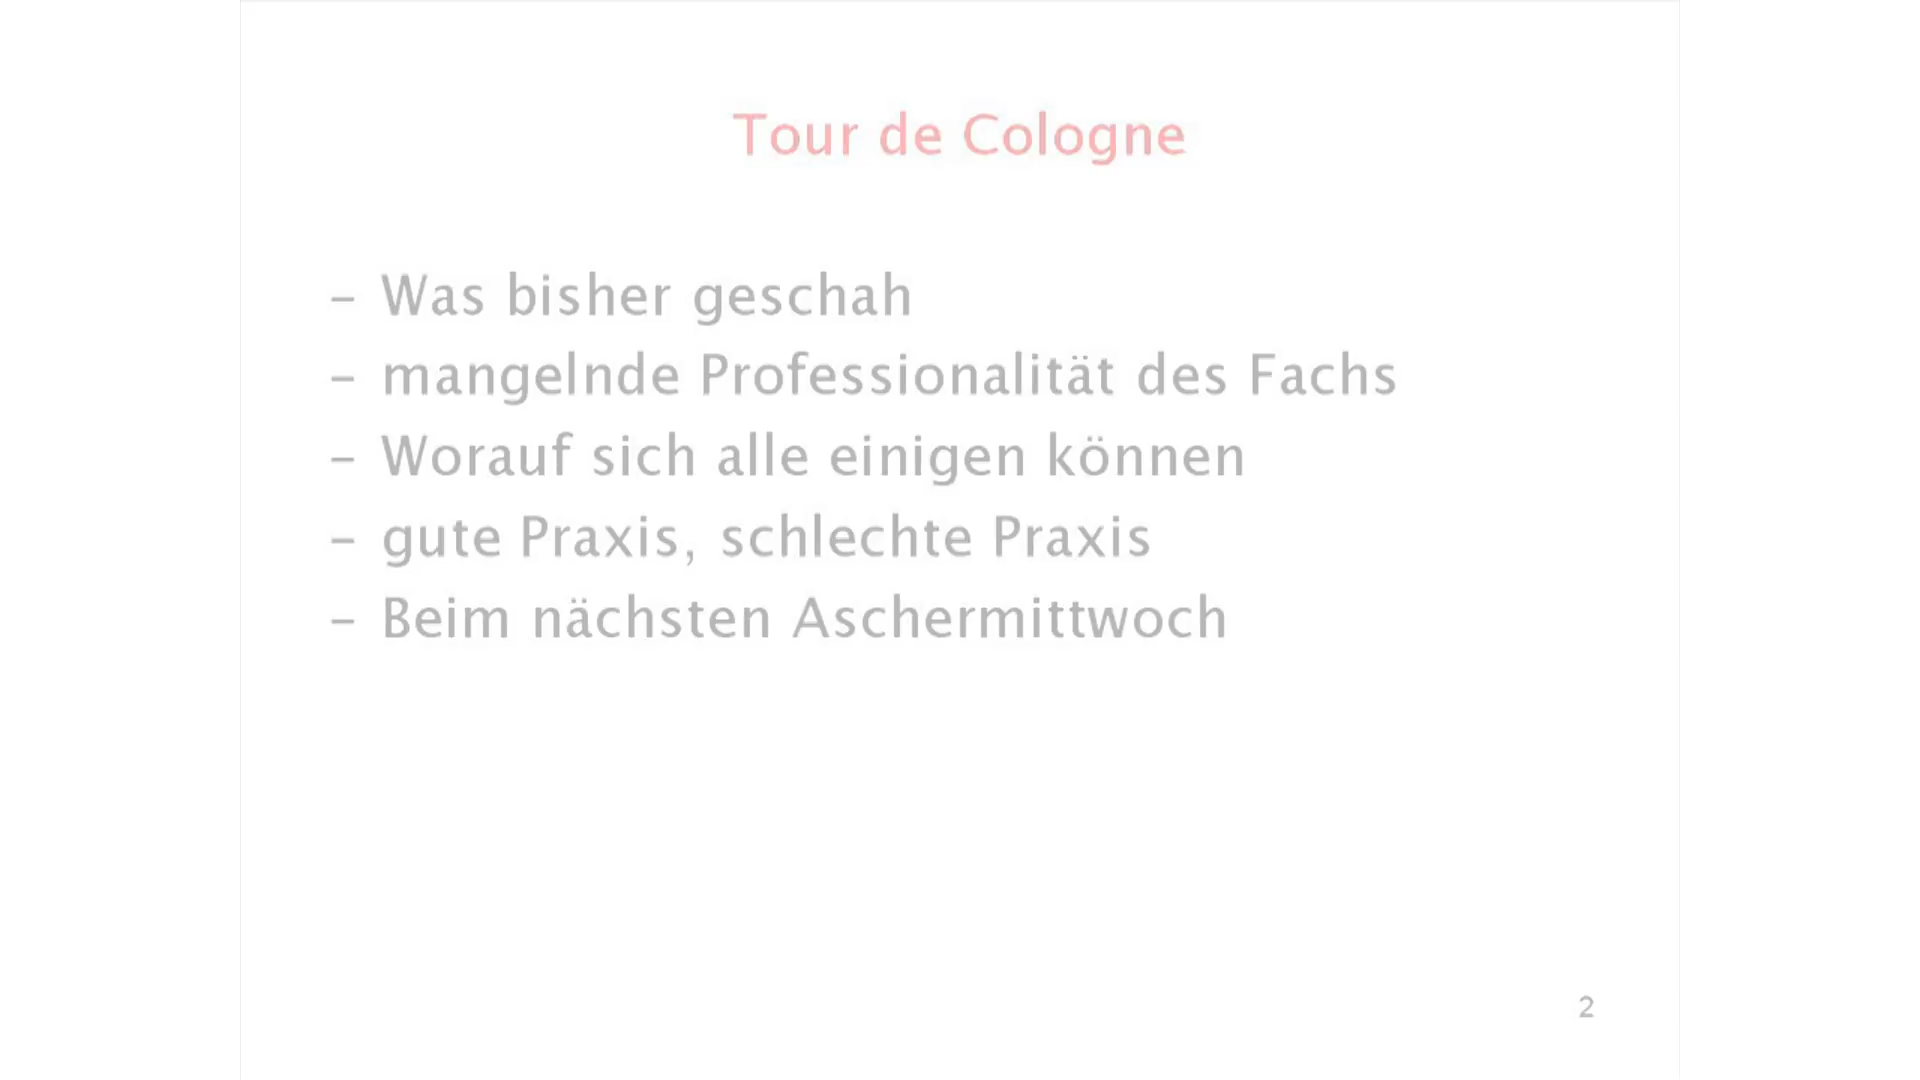 Tour de Cologne
– Was bisher geschah
– mangelnde Professionalität des Fachs
– Worauf sich alle einigen können
– gute Praxis, schlechte Praxis
– Beim nächsten Aschermittwoch
2